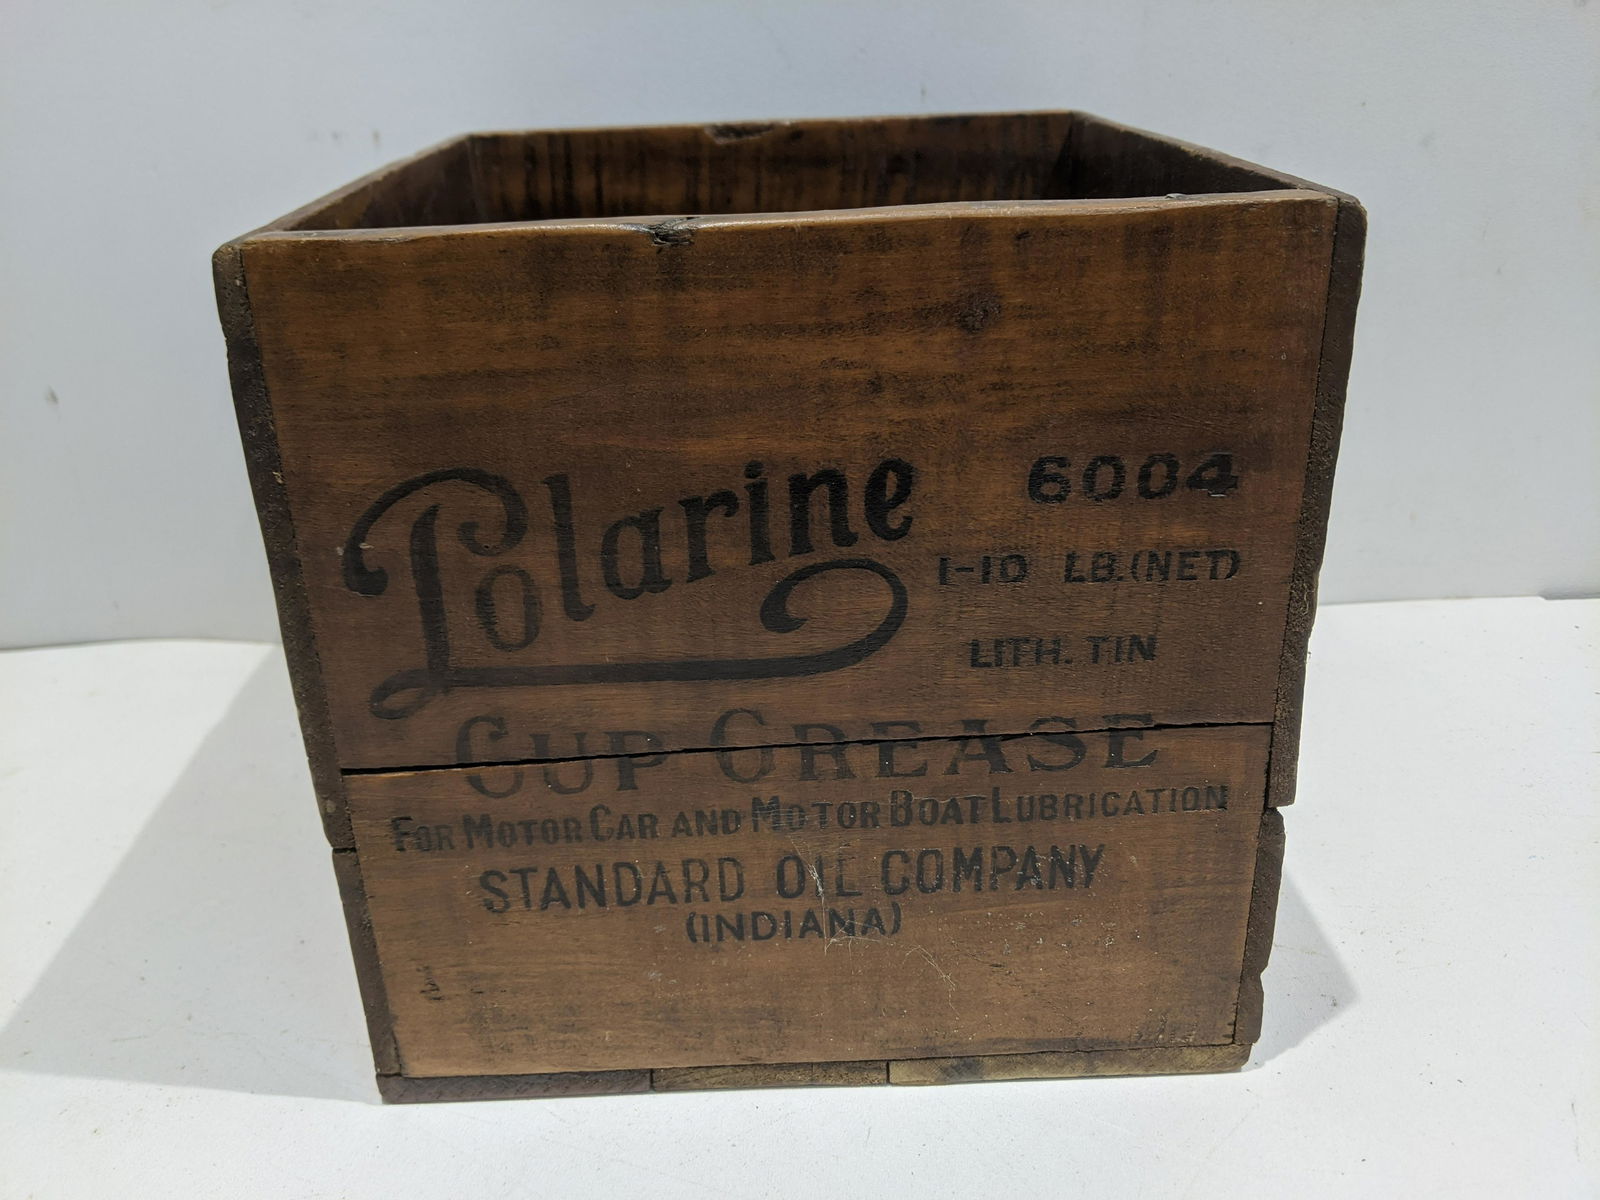 Polarine
6004
1-10 LB.(NET)
LITH. TIN
CUP GREASE
FOR MOTOR CAR AND MOTOR BOAT LUBRICATION
STANDARD OIL COMPANY
(INDIANA)